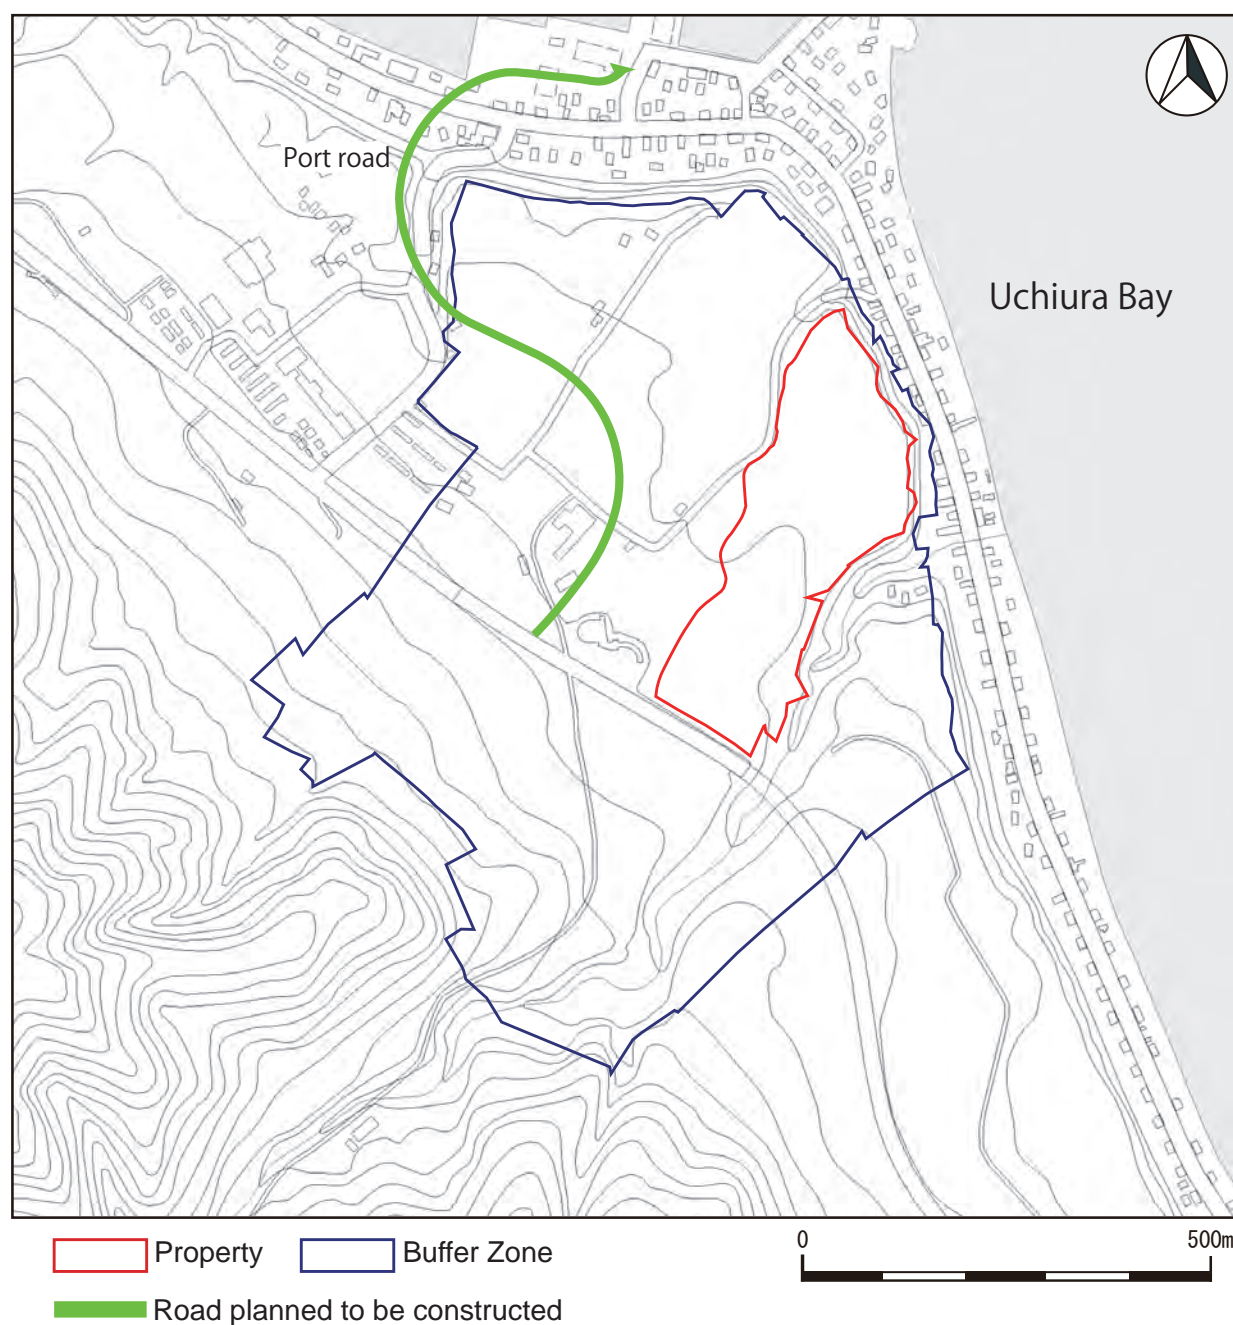 Port road
Uchiura Bay
Property
Buffer Zone
0
500m
Road planned to be constructed